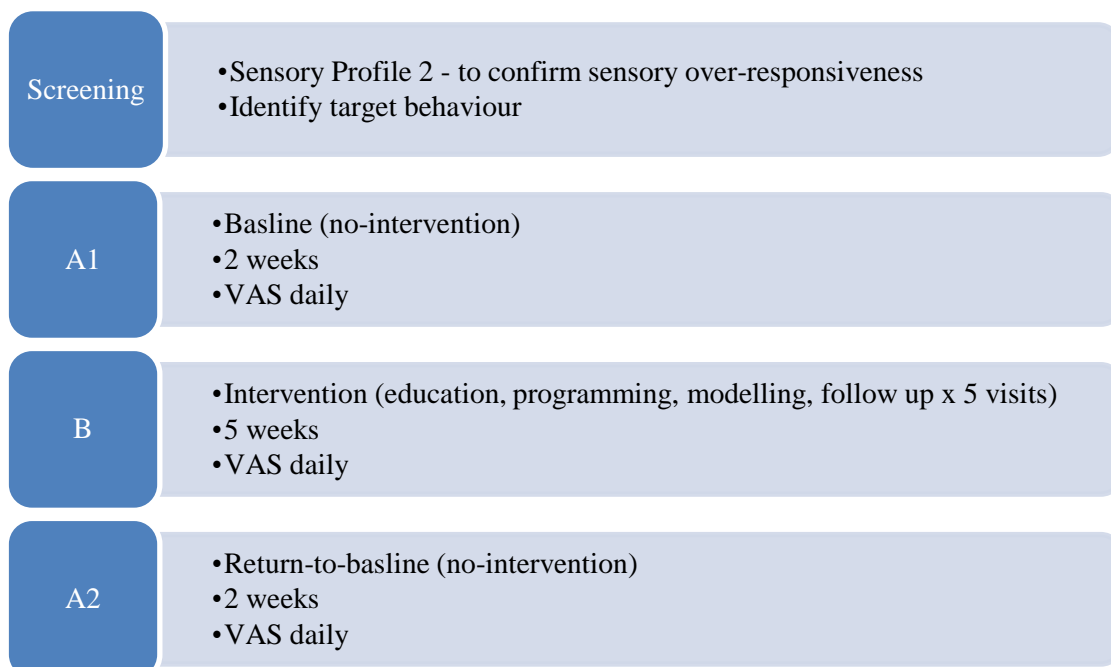 Screening
•Sensory Profile 2 - to confirm sensory over-responsiveness
•Identify target behaviour
A1
•Basline (no-intervention)
•2 weeks
•VAS daily
B
•Intervention (education, programming, modelling, follow up x 5 visits)
•5 weeks
•VAS daily
A2
•Return-to-basline (no-intervention)
•2 weeks
•VAS daily